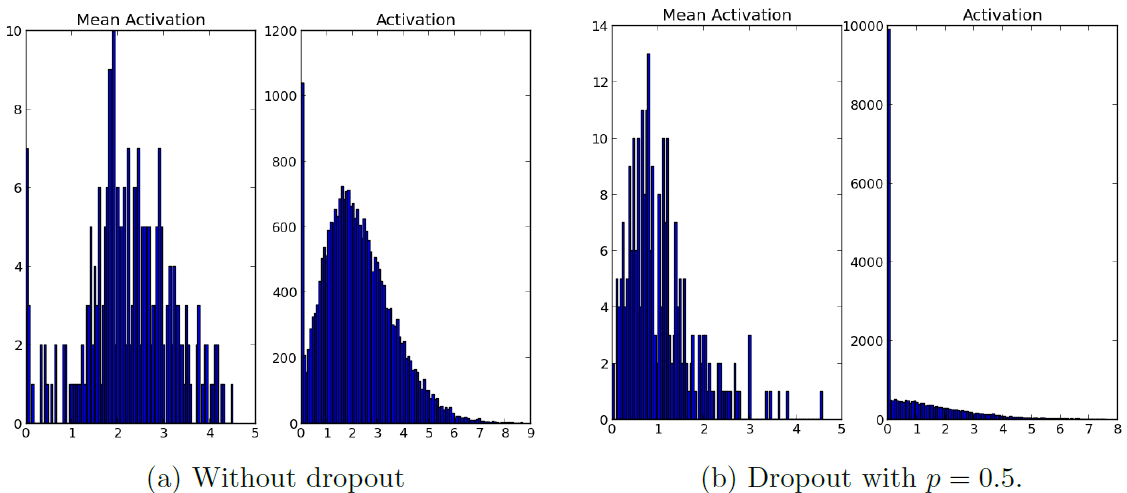 Mean Activation
10
8
6
4
2
0
0 1 2 3 4 5
Activation
1200
1000
800
600
400
200
0
0 1 2 3 4 5 6 7 8 9
(a) Without dropout
Mean Activation
14
12
10
8
6
4
2
0
0 1 2 3 4 5
Activation
10000
8000
6000
4000
2000
0
0 1 2 3 4 5 6 7 8
(b) Dropout with p = 0.5.